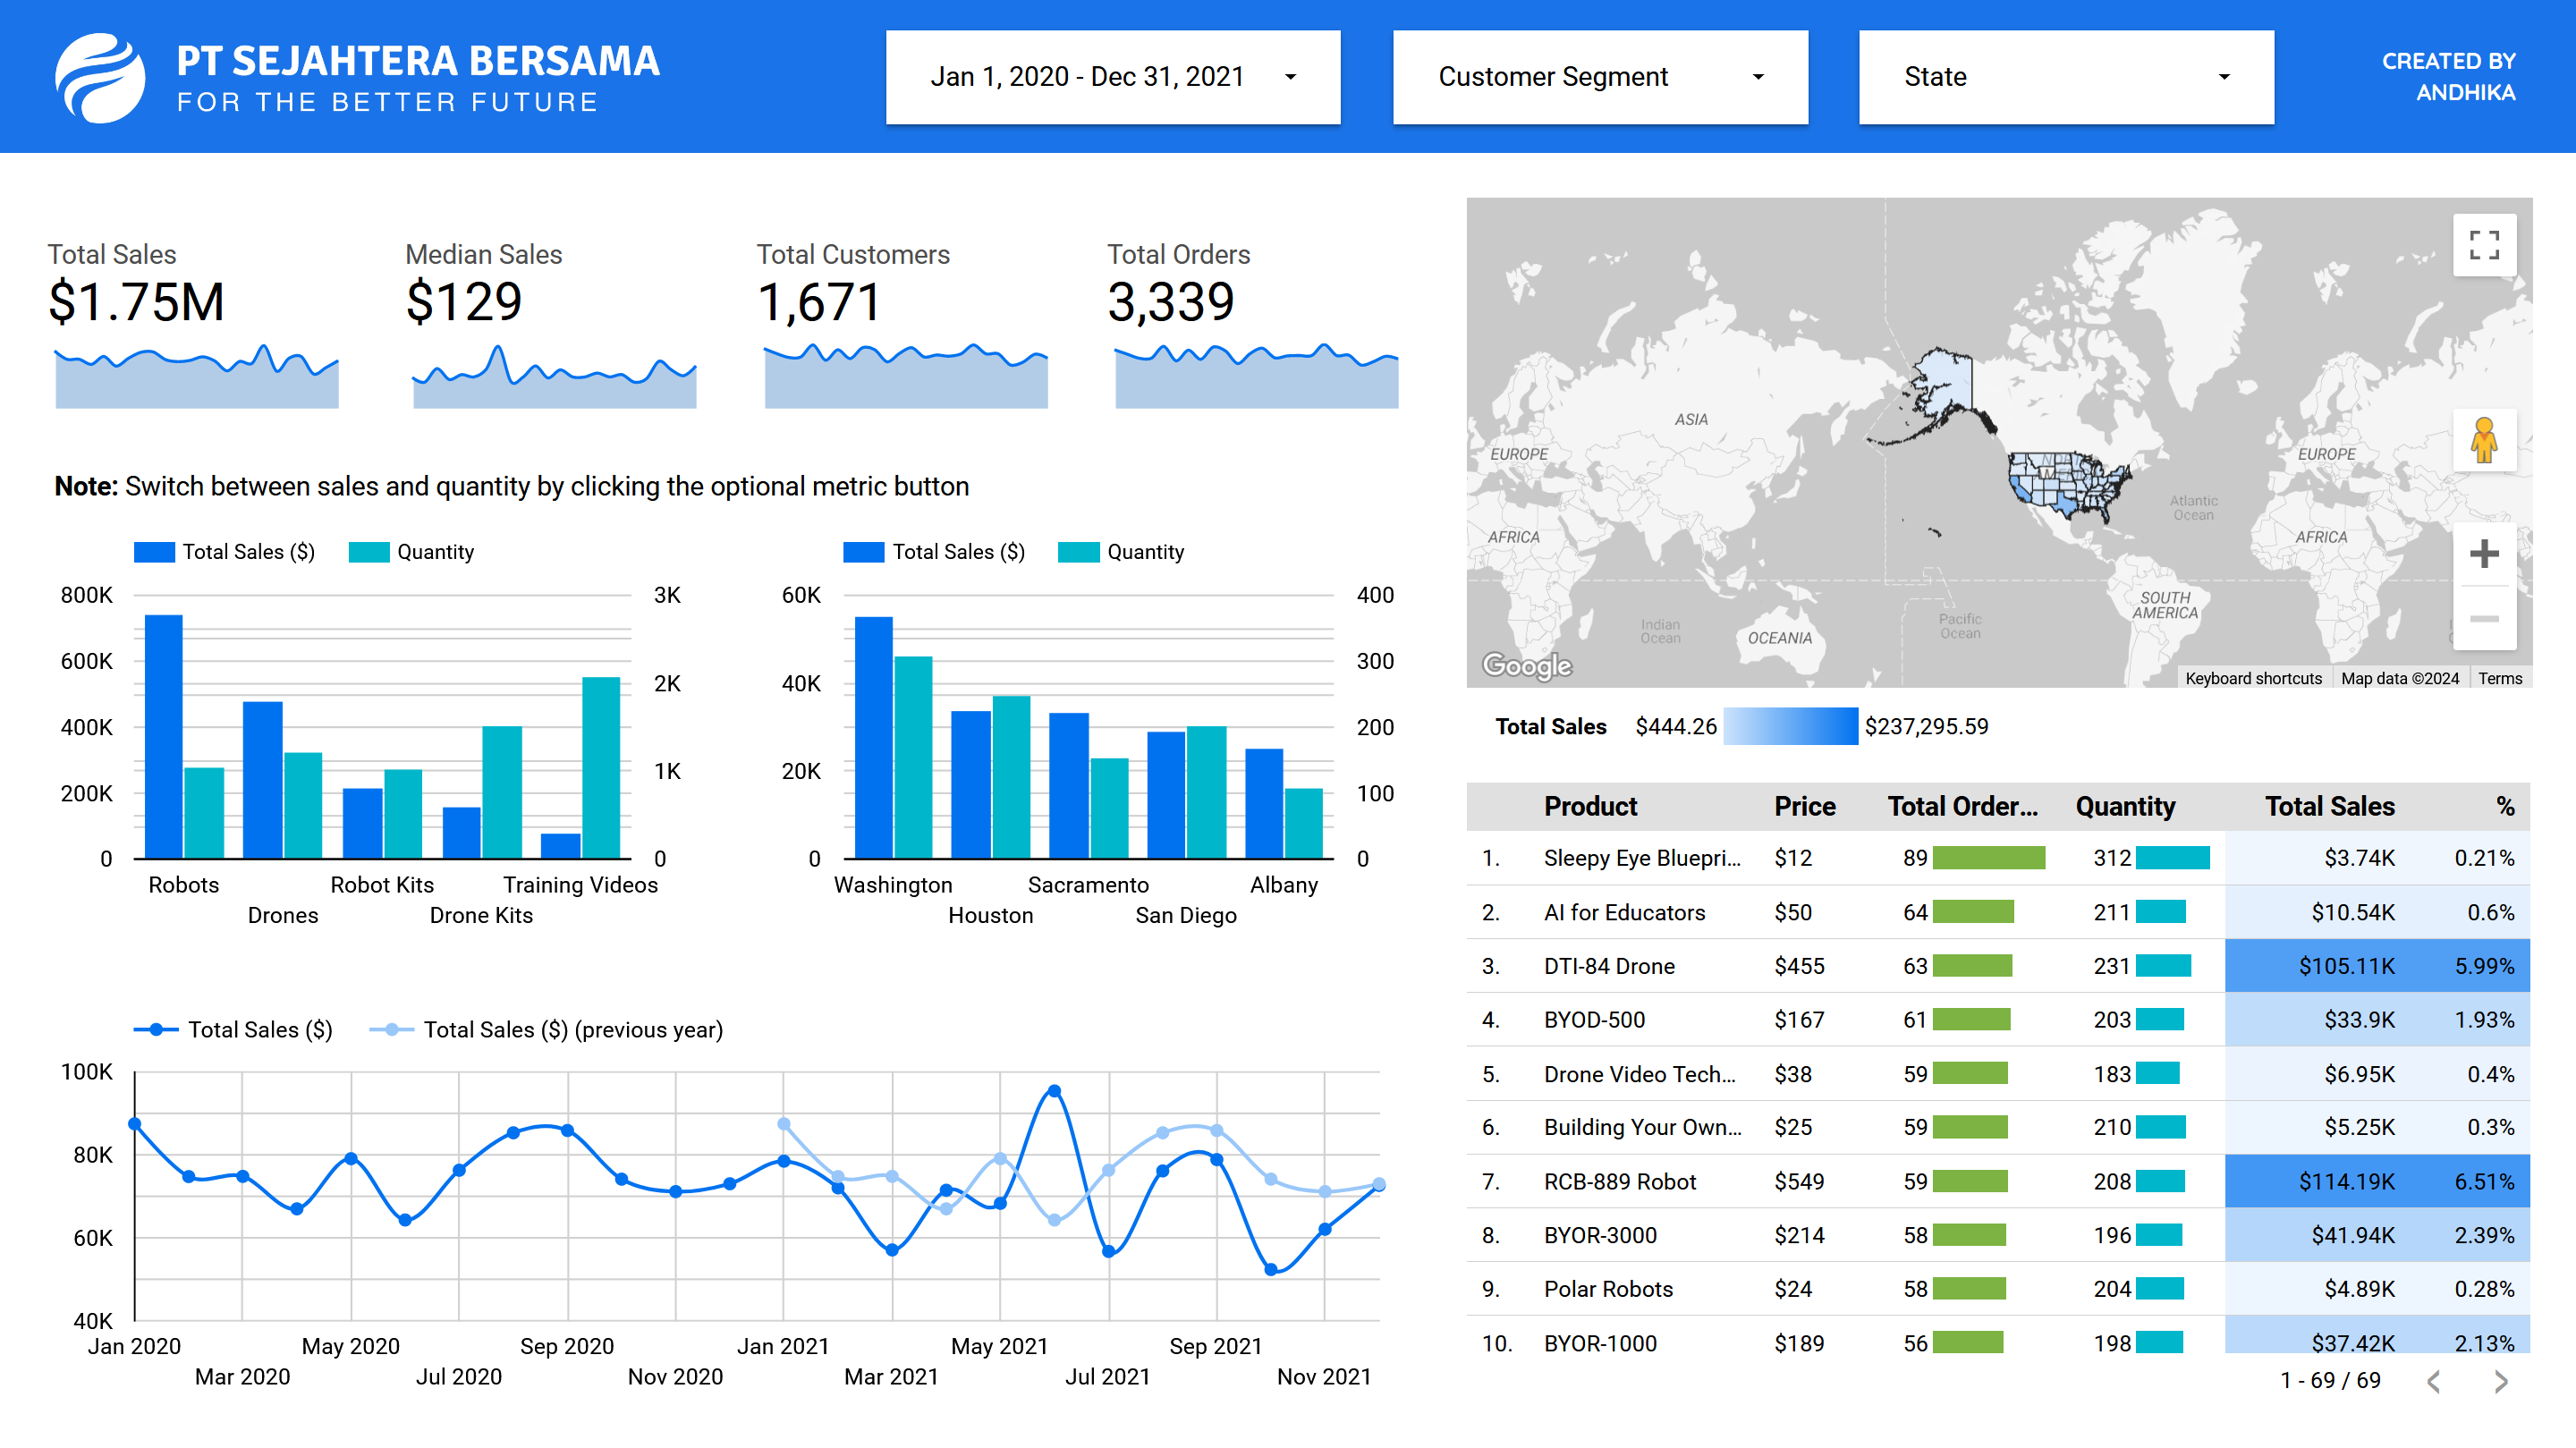 PT SEJAHTERA BERSAMA
FOR THE BETTER FUTURE
Jan 1, 2020 - Dec 31, 2021
Customer Segment
State
CREATED BY
ANDHIKA
Total Sales
$1.75M
Median Sales
$129
Total Customers
1,671
Total Orders
3,339
Note: Switch between sales and quantity by clicking the optional metric button
Total Sales ($) Quantity
800K
600K
400K
200K
0
3K
2K
1K
0
Robots
Drones
Robot Kits
Drone Kits
Training Videos
Total Sales ($) Quantity
60K
40K
20K
0
400
300
200
100
0
Washington
Houston
Sacramento
San Diego
Albany
Total Sales ($) Total Sales ($) (previous year)
100K
80K
60K
40K
Jan 2020
Mar 2020
May 2020
Jul 2020
Sep 2020
Nov 2020
Jan 2021
Mar 2021
May 2021
Jul 2021
Sep 2021
Nov 2021
ASIA
EUROPE
AFRICA
Indian
Ocean
OCEANIA
Pacific
Ocean
Atlantic
Ocean
SOUTH
AMERICA
EUROPE
AFRICA
Google
Keyboard shortcuts
Map data ©2024
Terms
Total Sales $444.26 $237,295.59
Product Price Total Order... Quantity Total Sales %
1. Sleepy Eye Bluepri... $12 89 312 $3.74K 0.21%
2. AI for Educators $50 64 211 $10.54K 0.6%
3. DTI-84 Drone $455 63 231 $105.11K 5.99%
4. BYOD-500 $167 61 203 $33.9K 1.93%
5. Drone Video Tech... $38 59 183 $6.95K 0.4%
6. Building Your Own... $25 59 210 $5.25K 0.3%
7. RCB-889 Robot $549 59 208 $114.19K 6.51%
8. BYOR-3000 $214 58 196 $41.94K 2.39%
9. Polar Robots $24 58 204 $4.89K 0.28%
10. BYOR-1000 $189 56 198 $37.42K 2.13%
1 - 69 / 69